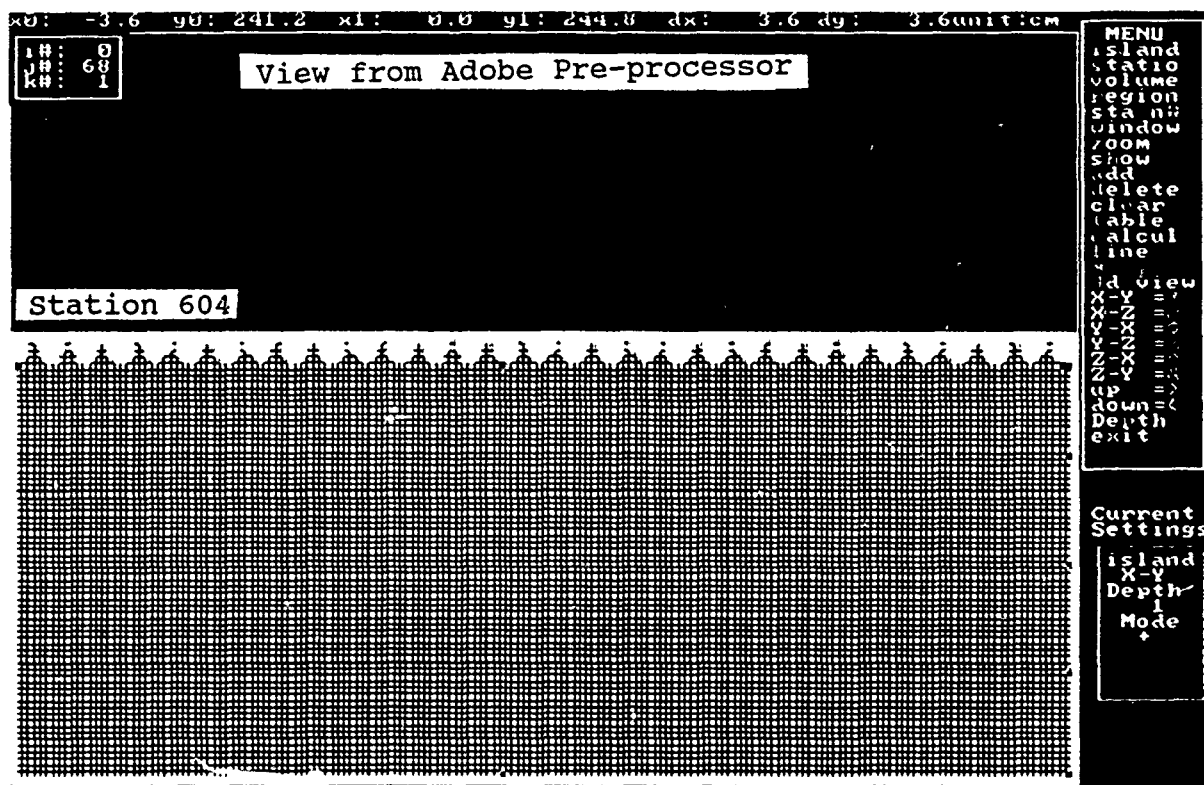 x0: -3.6 y0: 241.2 x1: 0.0 y1: 244.8 dx: 3.6 dy: 3.6unit:cm
i#: 0
j#: 68
k#: 1
View from Adobe Pre-processor
Station 604
MENU
island
statio
volume
region
sta n#
window
zoom
show
add
delete
clear
table
calcul
line
3d view
X-Y =
X-Z =
Y-X =
Y-Z =
Z-X =
Z-Y =
up =>
down=<
Depth
exit
Current
Settings
island
X-Y
Depth
1
Mode
+